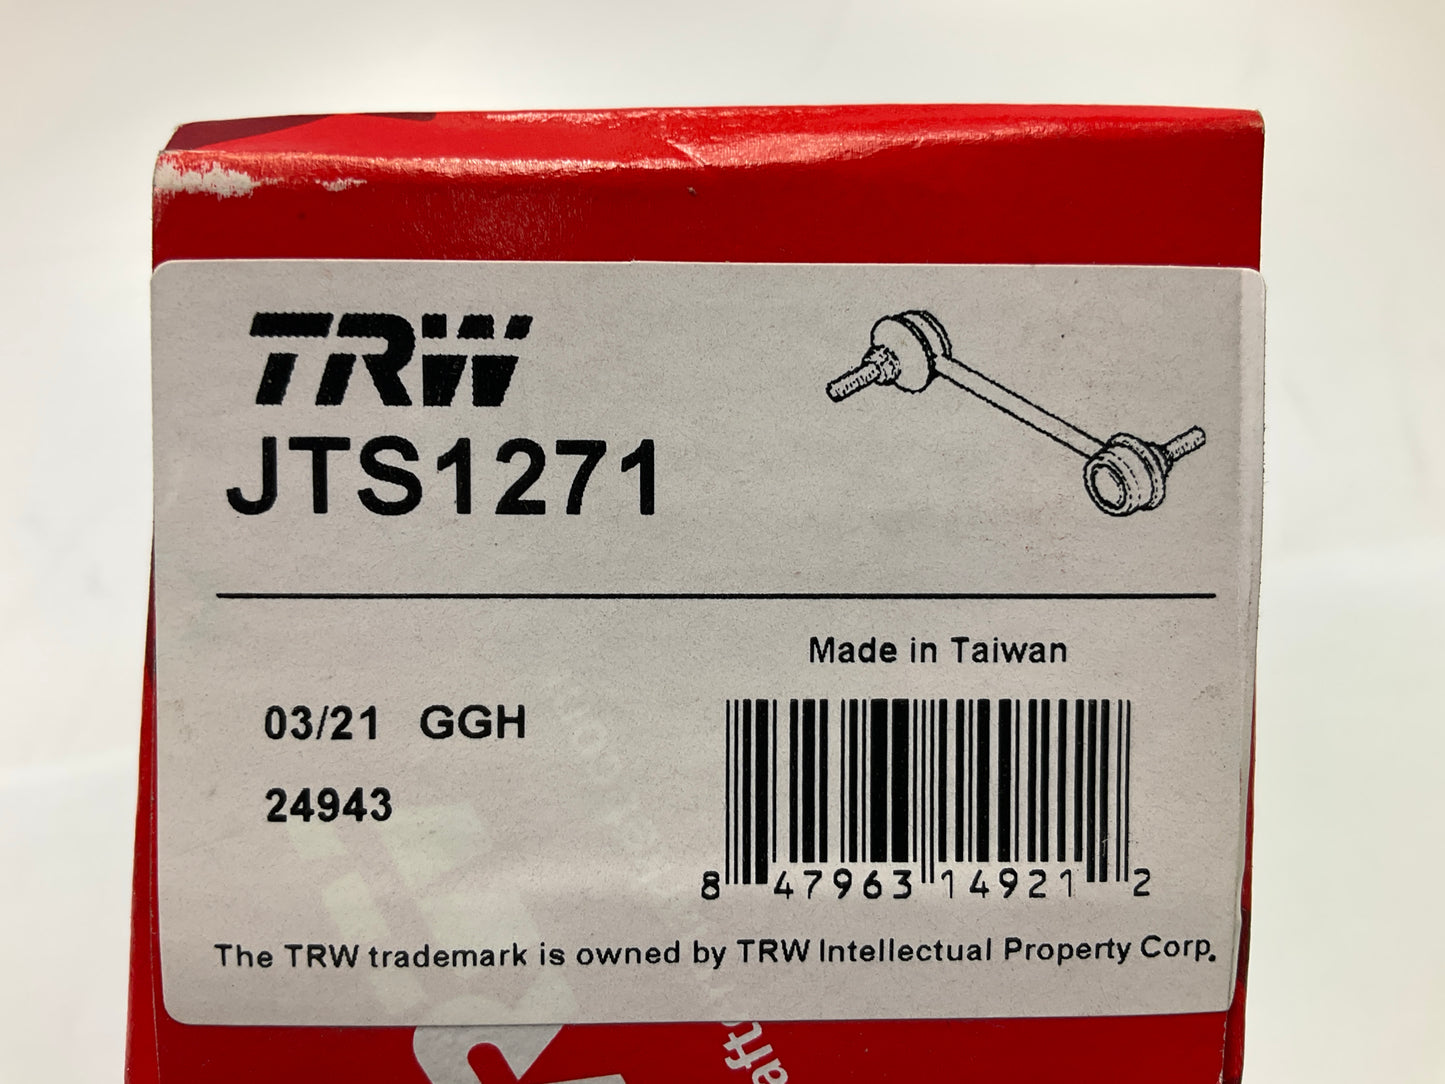 TRW
JTS1271
Made in Taiwan
03/21 GGH
24943
8 47963 14921 2
The TRW trademark is owned by TRW Intellectual Property Corp.